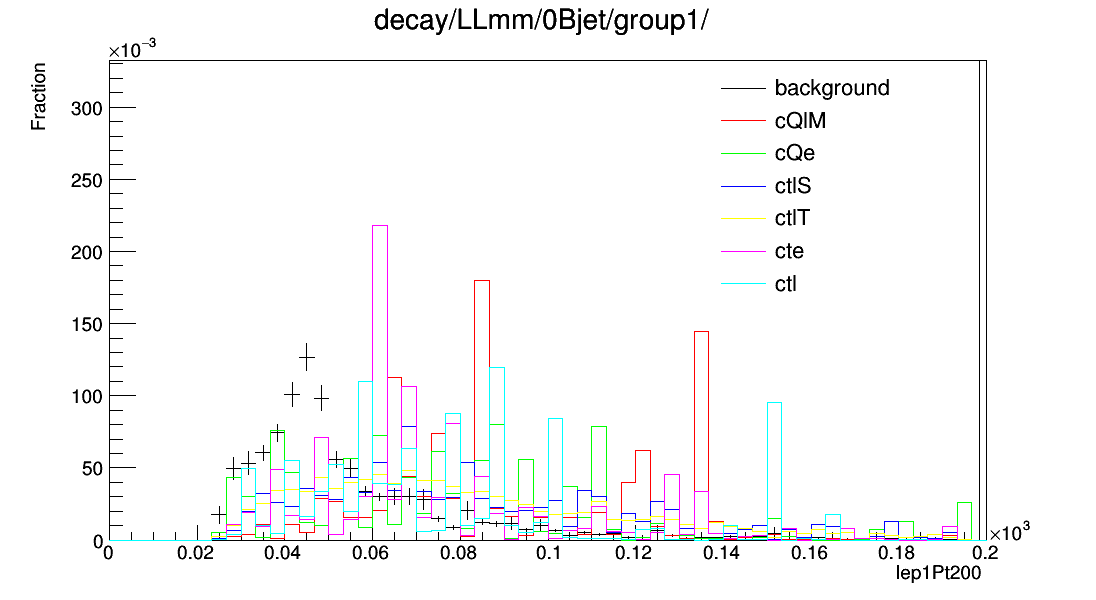 decay/LLmm/0Bjet/group1/
×10⁻³
Fraction
background
cQlM
cQe
ctlS
ctlT
cte
ctl
300
250
200
150
100
50
0
0 0.02 0.04 0.06 0.08 0.1 0.12 0.14 0.16 0.18 0.2
×10³
lep1Pt200